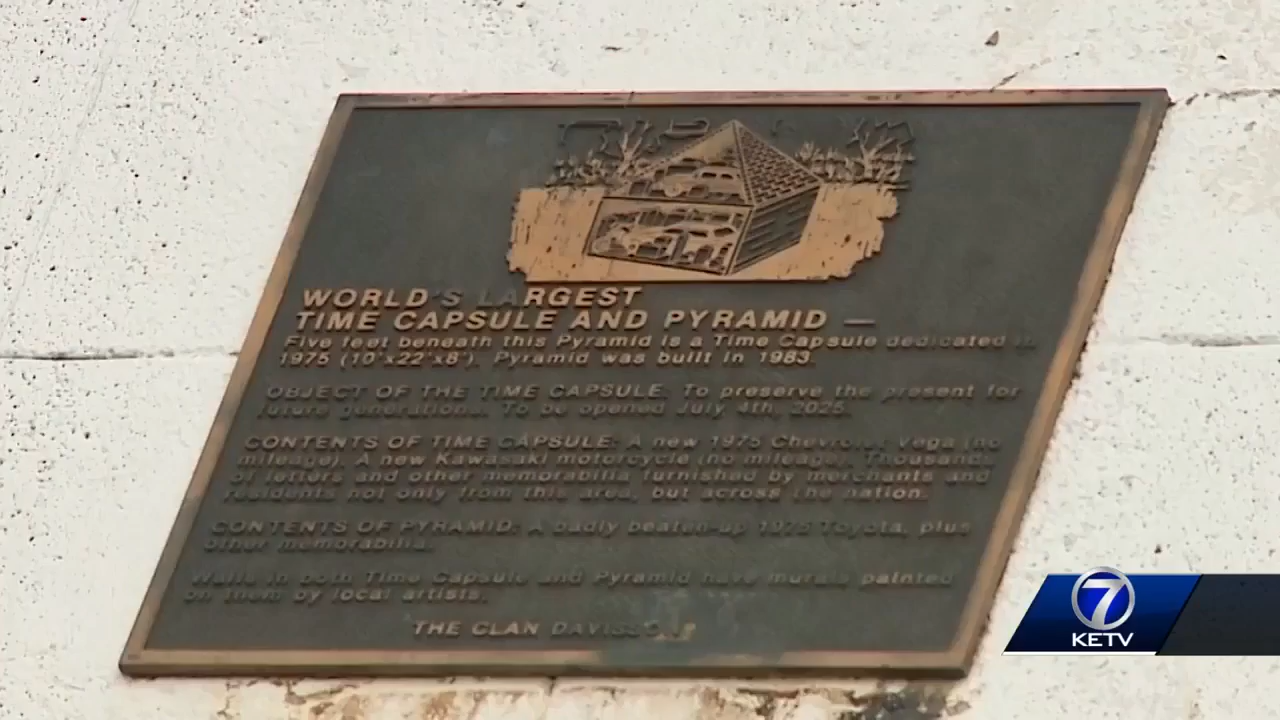 WORLD'S LARGEST
TIME CAPSULE AND PYRAMID —
Five feet beneath this Pyramid is a Time Capsule dedicated in
1975 (10'x22'x8'). Pyramid was built in 1983.
OBJECT OF THE TIME CAPSULE: To preserve the present for
future generations. To be opened July 4th, 2025.
CONTENTS OF TIME CAPSULE: A new 1975 Chevrolet Vega (no
mileage). A new Kawasaki motorcycle (no mileage). Thousands
of letters and other memorabilia furnished by merchants and
residents not only from this area, but across the nation.
CONTENTS OF PYRAMID: A badly beaten-up 1975 Toyota, plus
other memorabilia.
Walls in both Time Capsule and Pyramid have murals painted
on them by local artists.
THE CLAN DAVISSON
7
KETV